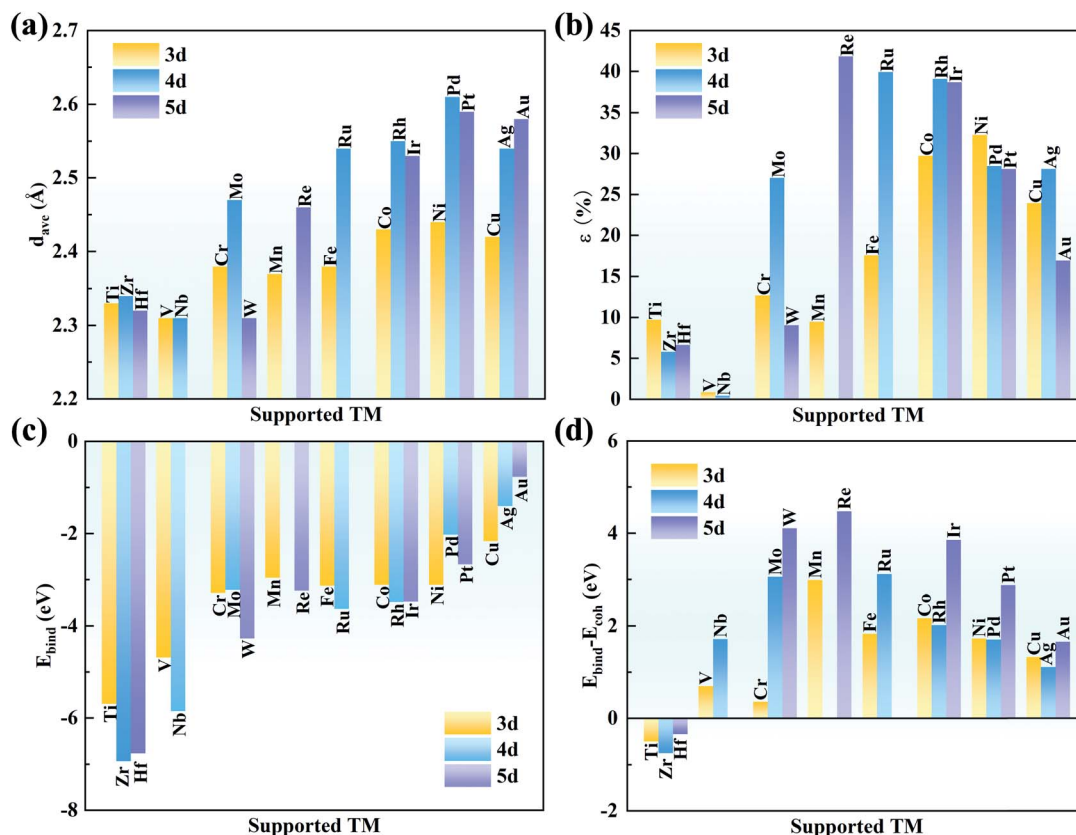 (a)
2.7
2.6
2.5
2.4
2.3
2.2
d_ave (Å)
3d
4d
5d
Ti
Zr
Hf
V
Nb
Cr
Mo
W
Mn
Re
Fe
Ru
Co
Rh
Ir
Ni
Pd
Pt
Cu
Ag
Au
Supported TM
(b)
45
40
35
30
25
20
15
10
5
0
ε (%)
3d
4d
5d
Ti
Zr
Hf
V
Nb
Cr
Mo
W
Mn
Re
Fe
Ru
Co
Rh
Ir
Ni
Pd
Pt
Cu
Ag
Au
Supported TM
(c)
0
-2
-4
-6
-8
E_bind (eV)
Ti
Zr
Hf
V
Nb
Cr
Mo
W
Mn
Re
Fe
Ru
Co
Rh
Ir
Ni
Pd
Pt
Cu
Ag
Au
3d
4d
5d
Supported TM
(d)
6
4
2
0
-2
E_bind-E_coh (eV)
3d
4d
5d
Ti
Zr
Hf
V
Nb
Cr
Mo
W
Mn
Re
Fe
Ru
Co
Rh
Ir
Ni
Pd
Pt
Cu
Ag
Au
Supported TM